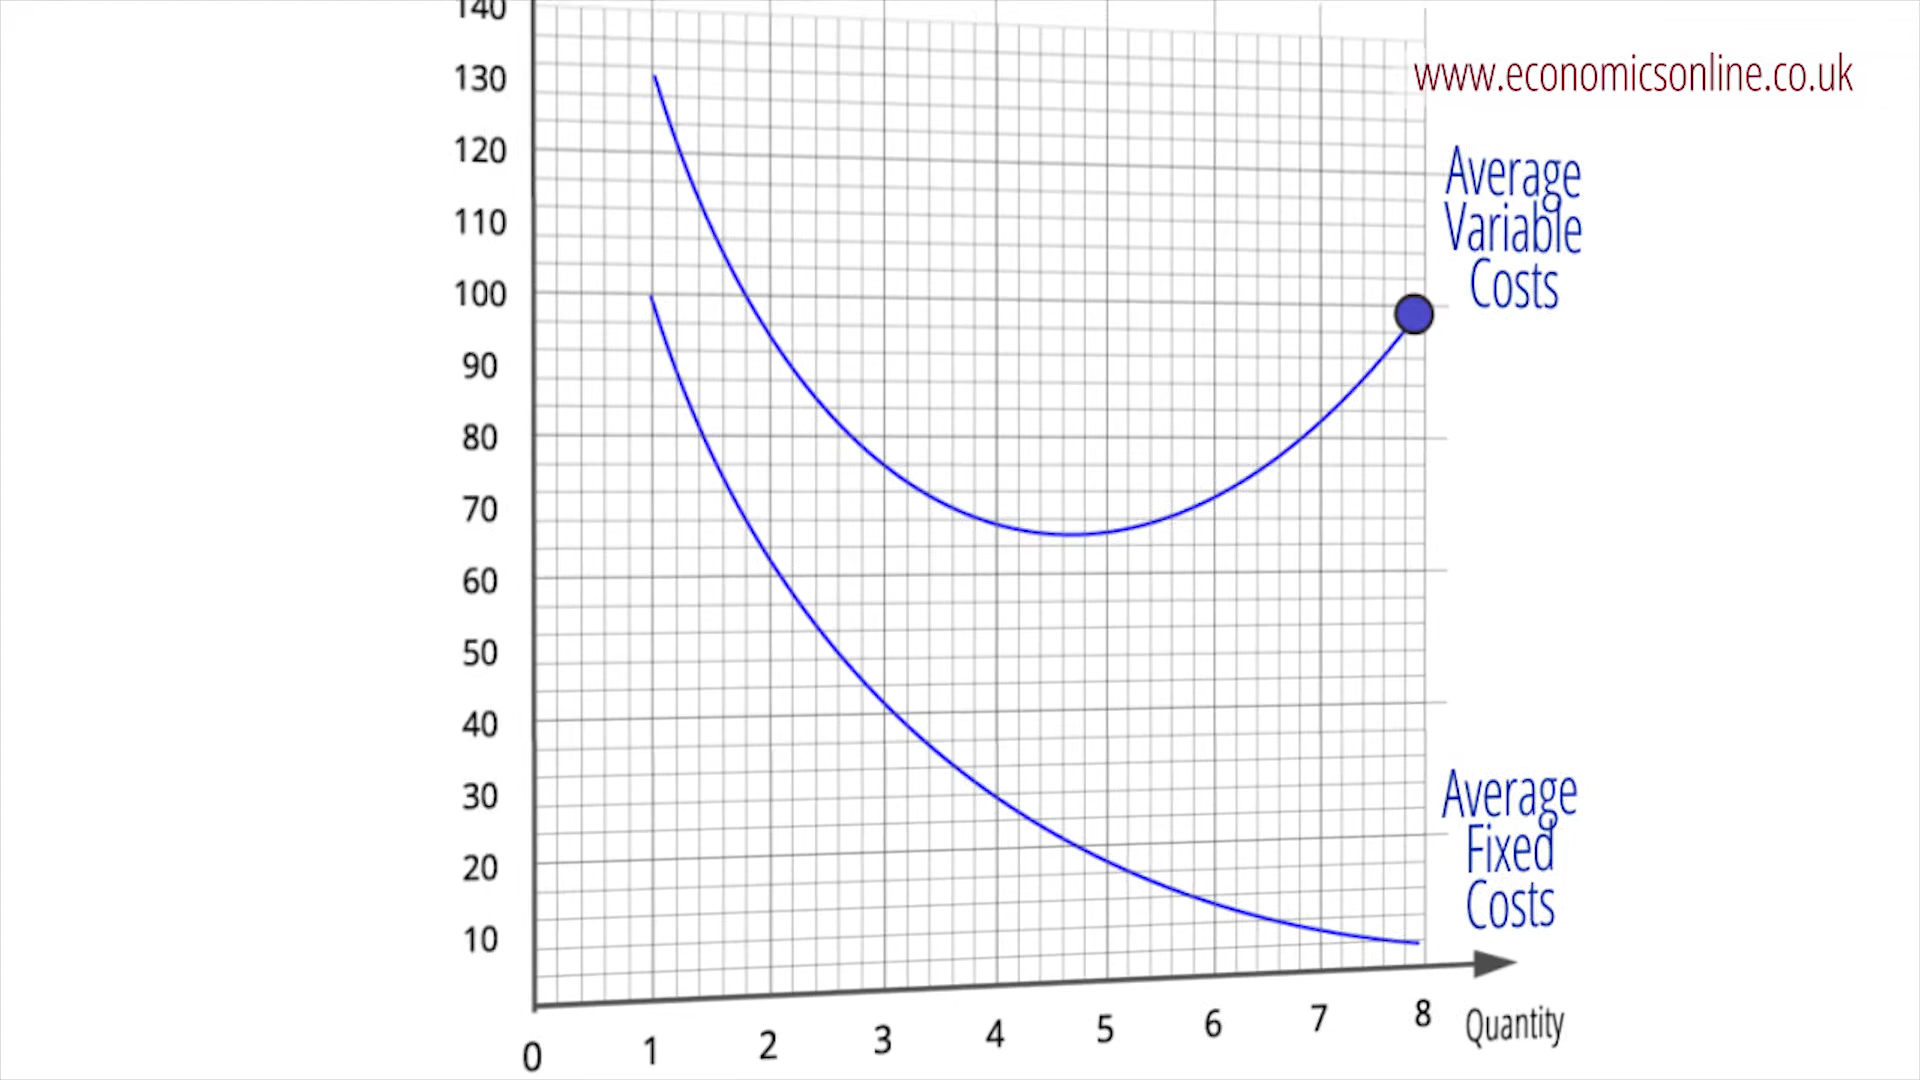 140
130
120
110
100
90
80
70
60
50
40
30
20
10
0 1 2 3 4 5 6 7 8
Quantity
www.economicsonline.co.uk
Average
Variable
Costs
Average
Fixed
Costs